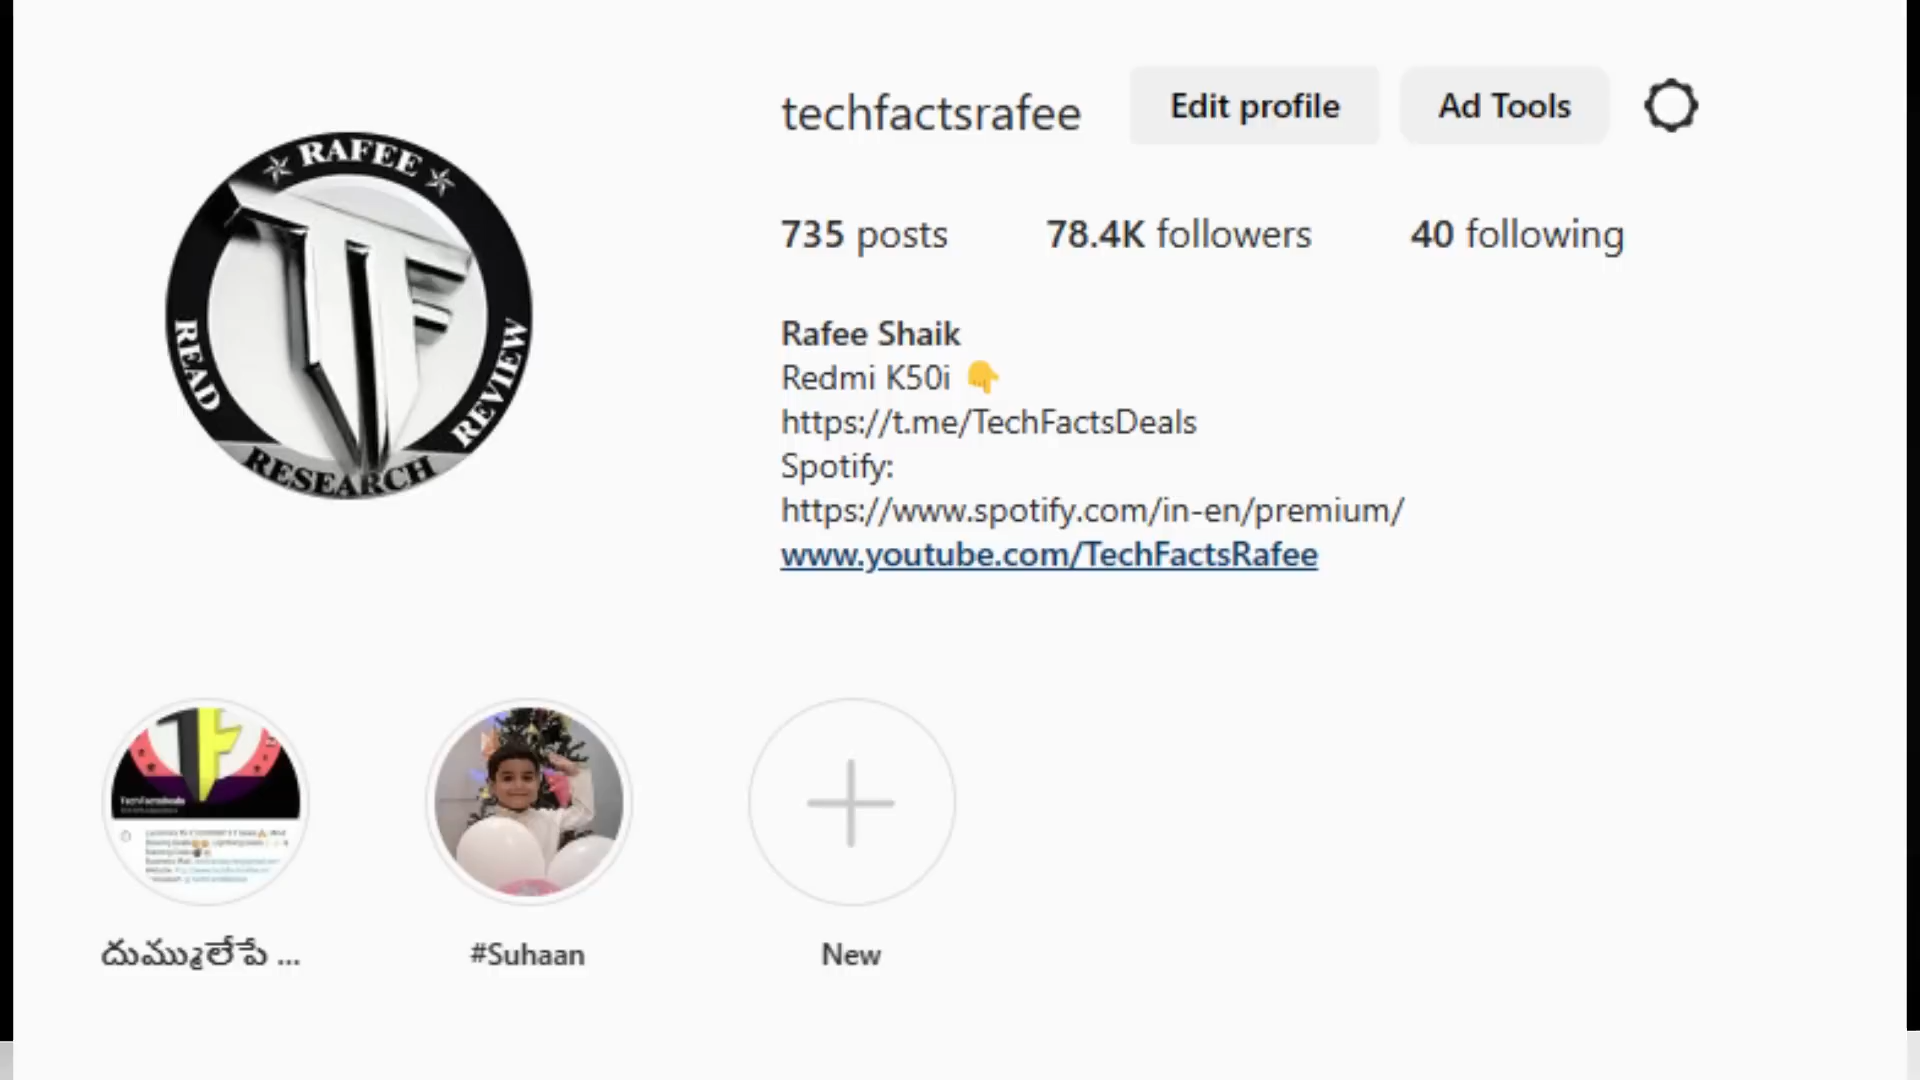 techfactsrafee Edit profile Ad Tools
735 posts 78.4K followers 40 following
RAFEE
READ
REVIEW
RESEARCH
Rafee Shaik
Redmi K50i 👇
https://t.me/TechFactsDeals
Spotify:
https://www.spotify.com/in-en/premium/
www.youtube.com/TechFactsRafee
TechFactsDeals
దుమ్ములేపే ...
#Suhaan
New